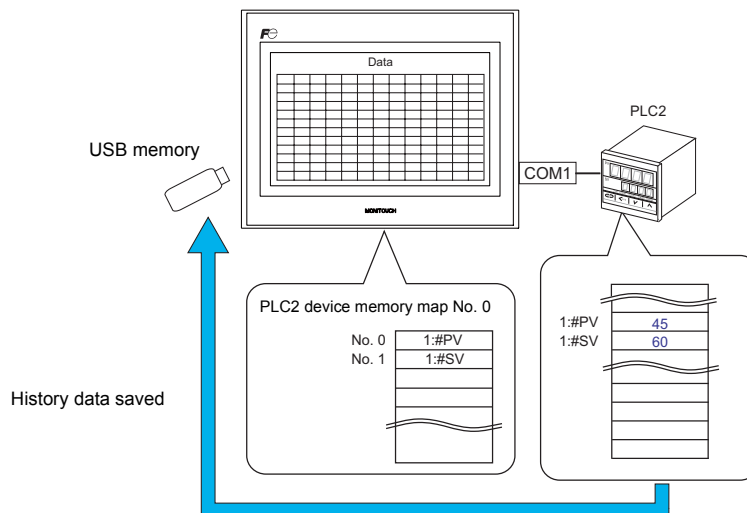 Fe
Data
PLC2
USB memory
COM1
MONITOUCH
PLC2 device memory map No. 0
No. 0 1:#PV
No. 1 1:#SV
1:#PV 45
1:#SV 60
History data saved